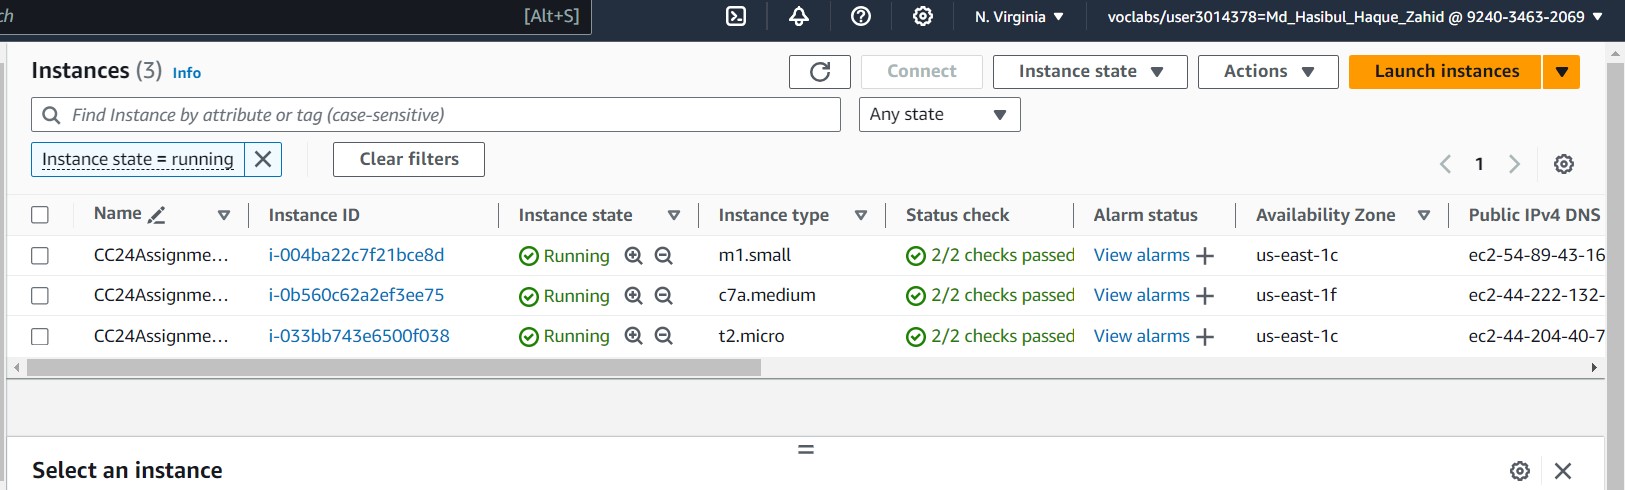 ch [Alt+S] N. Virginia voclabs/user3014378=Md_Hasibul_Haque_Zahid @ 9240-3463-2069
Instances (3) Info Connect Instance state Actions Launch instances
Find Instance by attribute or tag (case-sensitive) Any state
Instance state = running Clear filters 1
Name Instance ID Instance state Instance type Status check Alarm status Availability Zone Public IPv4 DNS
CC24Assignme... i-004ba22c7f21bce8d Running m1.small 2/2 checks passed View alarms us-east-1c ec2-54-89-43-16
CC24Assignme... i-0b560c62a2ef3ee75 Running c7a.medium 2/2 checks passed View alarms us-east-1f ec2-44-222-132-
CC24Assignme... i-033bb743e6500f038 Running t2.micro 2/2 checks passed View alarms us-east-1c ec2-44-204-40-7
Select an instance